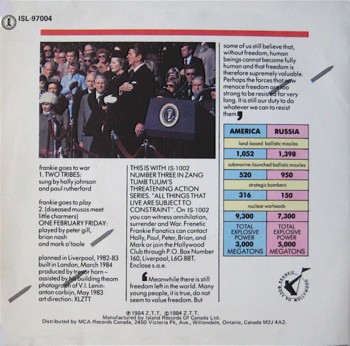 ISL-97004
some of us still believe that,
without freedom, human
beings cannot become fully
human and that freedom is
therefore supremely valuable.
Perhaps the forces that now
menace freedom are too
strong to be resisted for very
long. It is still our duty to do
whatever we can to resist
them."
frankie goes to war
1. TWO TRIBES:
sung by holly johnson
and paul rutherford
frankie goes to play
2. (diseased musos meet
little charmers)
ONE FEBRUARY FRIDAY:
played by peter gill,
brian nash
and mark o'toole
planned in Liverpool, 1982-83
built in London, March 1984
produced by trevor horn –
assisted by his building team
photograph of V.I. Lenin:
anton corbijn, May 1983
art direction: XLZTT
THIS WITH IS-1002
NUMBER THREE IN ZANG
TUMB TUUM'S
THREATENING ACTION
SERIES. "ALL THINGS THAT
LIVE ARE SUBJECT TO
CONSTRAINT". On IS-1002
you can witness annihilation,
surrender and War. Frenetic
Frankie Fanatics can contact
Holly, Paul, Peter, Brian, and
Mark or join the Hollywood
Club through P.O. Box Number
160, Liverpool, L69 8BT.
Enclose s.a.e.
"Meanwhile there is still
freedom left in the world. Many
young people, it is true, do not
seem to value freedom. But
AMERICA RUSSIA
land-based ballistic missiles
1,052 1,398
submarine-launched ballistic missiles
520 950
strategic bombers
316 150
nuclear warheads
9,300 7,300
TOTAL EXPLOSIVE POWER 3,000 MEGATONS
TOTAL EXPLOSIVE POWER 5,000 MEGATONS
℗ 1984 Z.T.T. © 1984 Z.T.T.
Manufactured by Island Records Of Canada Ltd.
Distributed by MCA Records Canada, 2450 Victoria Pk. Ave., Willowdale, Ontario, Canada M2J 4A2.